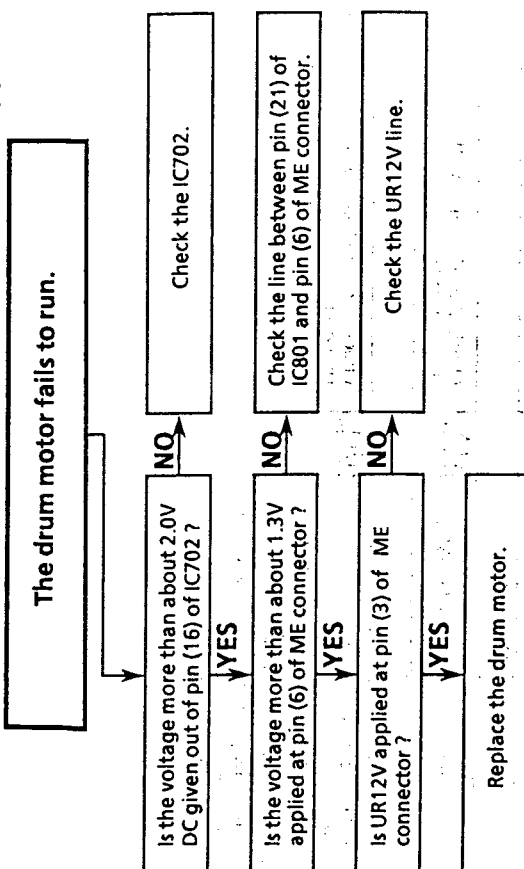 The drum motor fails to run.
Is the voltage more than about 2.0V
DC given out of pin (16) of IC702 ?
NO
Check the IC702.
YES
Is the voltage more than about 1.3V
applied at pin (6) of ME connector ?
NO
Check the line between pin (21) of
IC801 and pin (6) of ME connector.
YES
Is UR12V applied at pin (3) of ME
connector ?
NO
Check the UR12V line.
YES
Replace the drum motor.